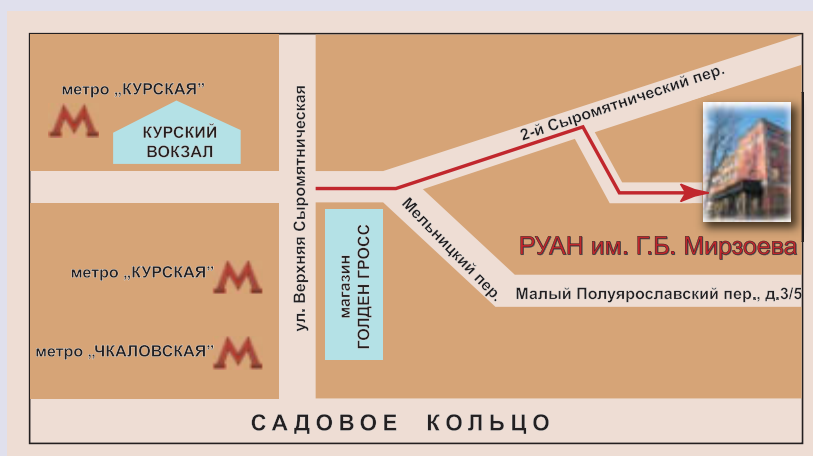 метро „КУРСКАЯ”
М
КУРСКИЙ
ВОКЗАЛ
ул. Верхняя Сыромятническая
2-й Сыромятнический пер.
Мельницкий пер.
РУАН им. Г.Б. Мирзоева
метро „КУРСКАЯ” М
магазин
ГОЛДЕН ГРОСС
Малый Полуярославский пер., д.3/5
метро „ЧКАЛОВСКАЯ” М
САДОВОЕ КОЛЬЦО